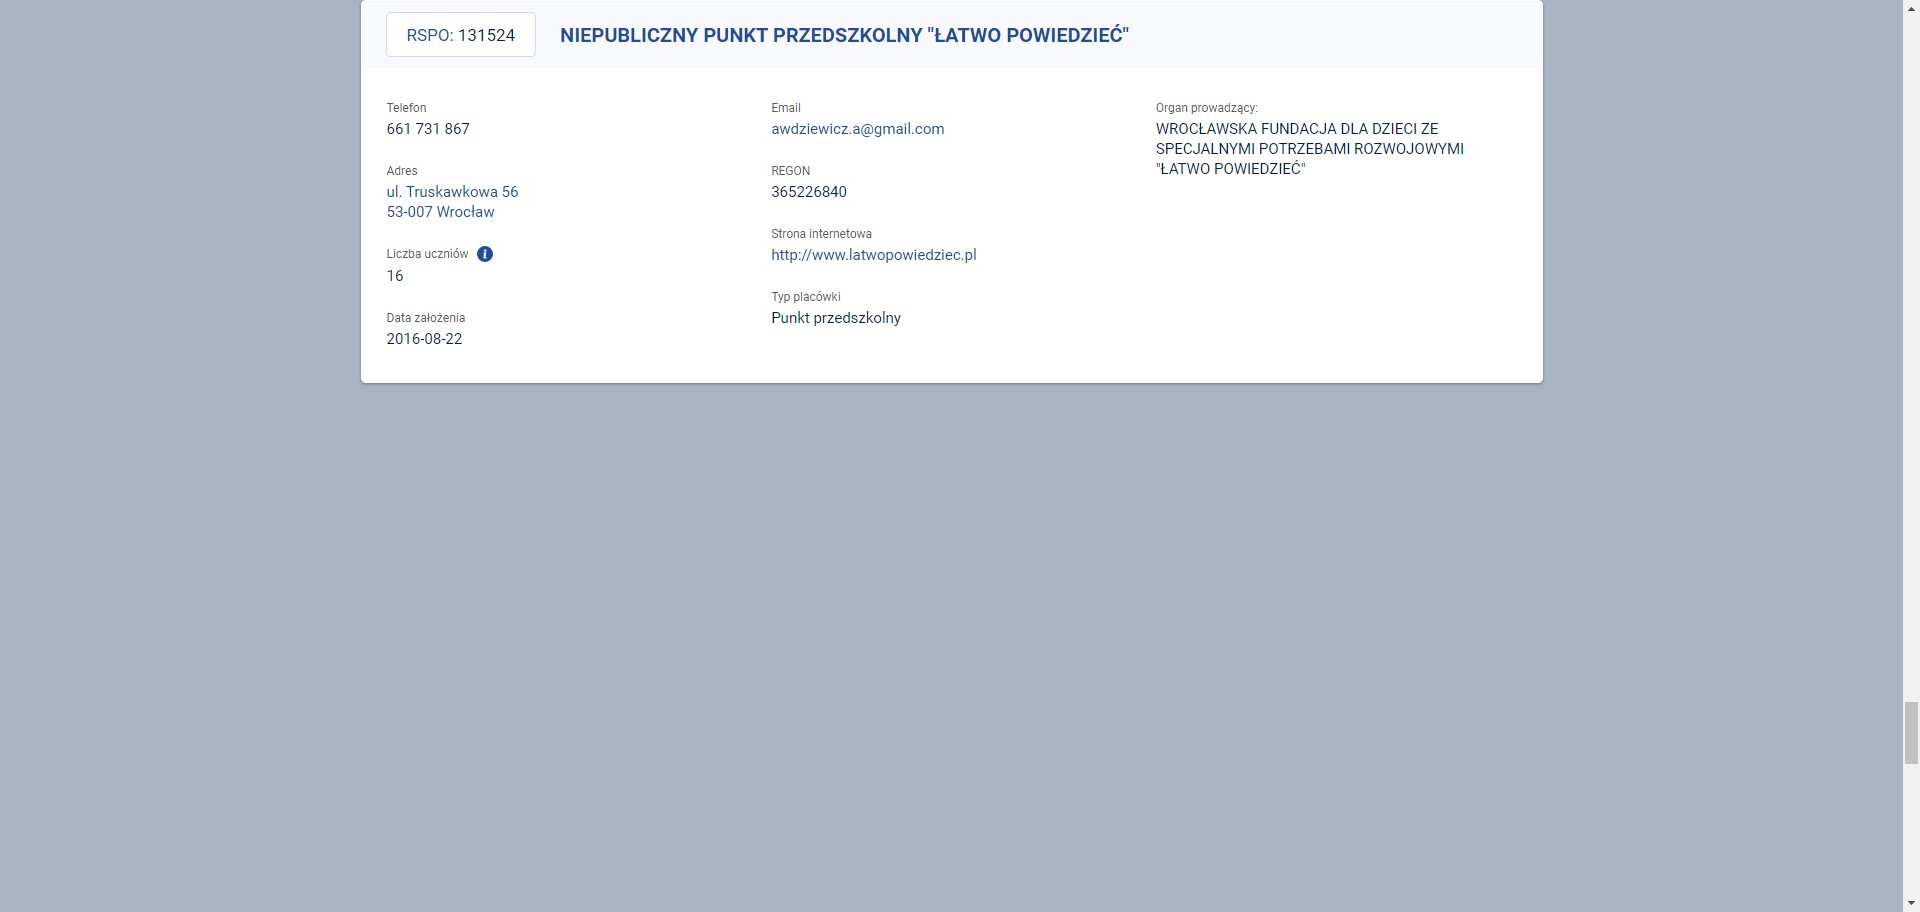 RSPO: 131524
NIEPUBLICZNY PUNKT PRZEDSZKOLNY "ŁATWO POWIEDZIEĆ"
Telefon
661 731 867
Adres
ul. Truskawkowa 56
53-007 Wrocław
Liczba uczniów
16
Data założenia
2016-08-22
Email
awdziewicz.a@gmail.com
REGON
365226840
Strona internetowa
http://www.latwopowiedziec.pl
Typ placówki
Punkt przedszkolny
Organ prowadzący:
WROCŁAWSKA FUNDACJA DLA DZIECI ZE
SPECJALNYMI POTRZEBAMI ROZWOJOWYMI
"ŁATWO POWIEDZIEĆ"